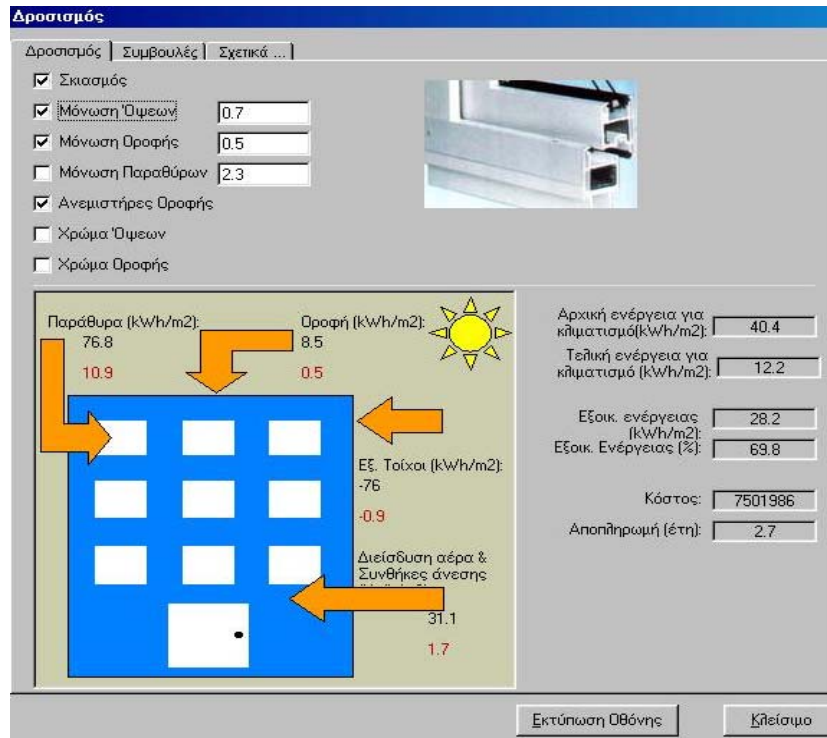 Δροσισμός
Δροσισμός Συμβουλές Σχετικά ...
Σκιασμός
Μόνωση Όψεων 0.7
Μόνωση Οροφής 0.5
Μόνωση Παραθύρων 2.3
Ανεμιστήρες Οροφής
Χρώμα Όψεων
Χρώμα Οροφής
Παράθυρα (kWh/m2):
76.8
10.9
Οροφή (kWh/m2):
8.5
0.5
Εξ. Τοίχοι (kWh/m2):
-76
-0.9
Διείσδυση αέρα &
Συνθήκες άνεσης
31.1
1.7
Αρχική ενέργεια για
κλιματισμό(kWh/m2): 40.4
Τελική ενέργεια για
κλιματισμό (kWh/m2): 12.2
Εξοικ. ενέργειας
(kWh/m2): 28.2
Εξοικ. Ενέργειας (%): 69.8
Κόστος: 7501986
Αποπληρωμή (έτη): 2.7
Εκτύπωση Οθόνης Κλείσιμο